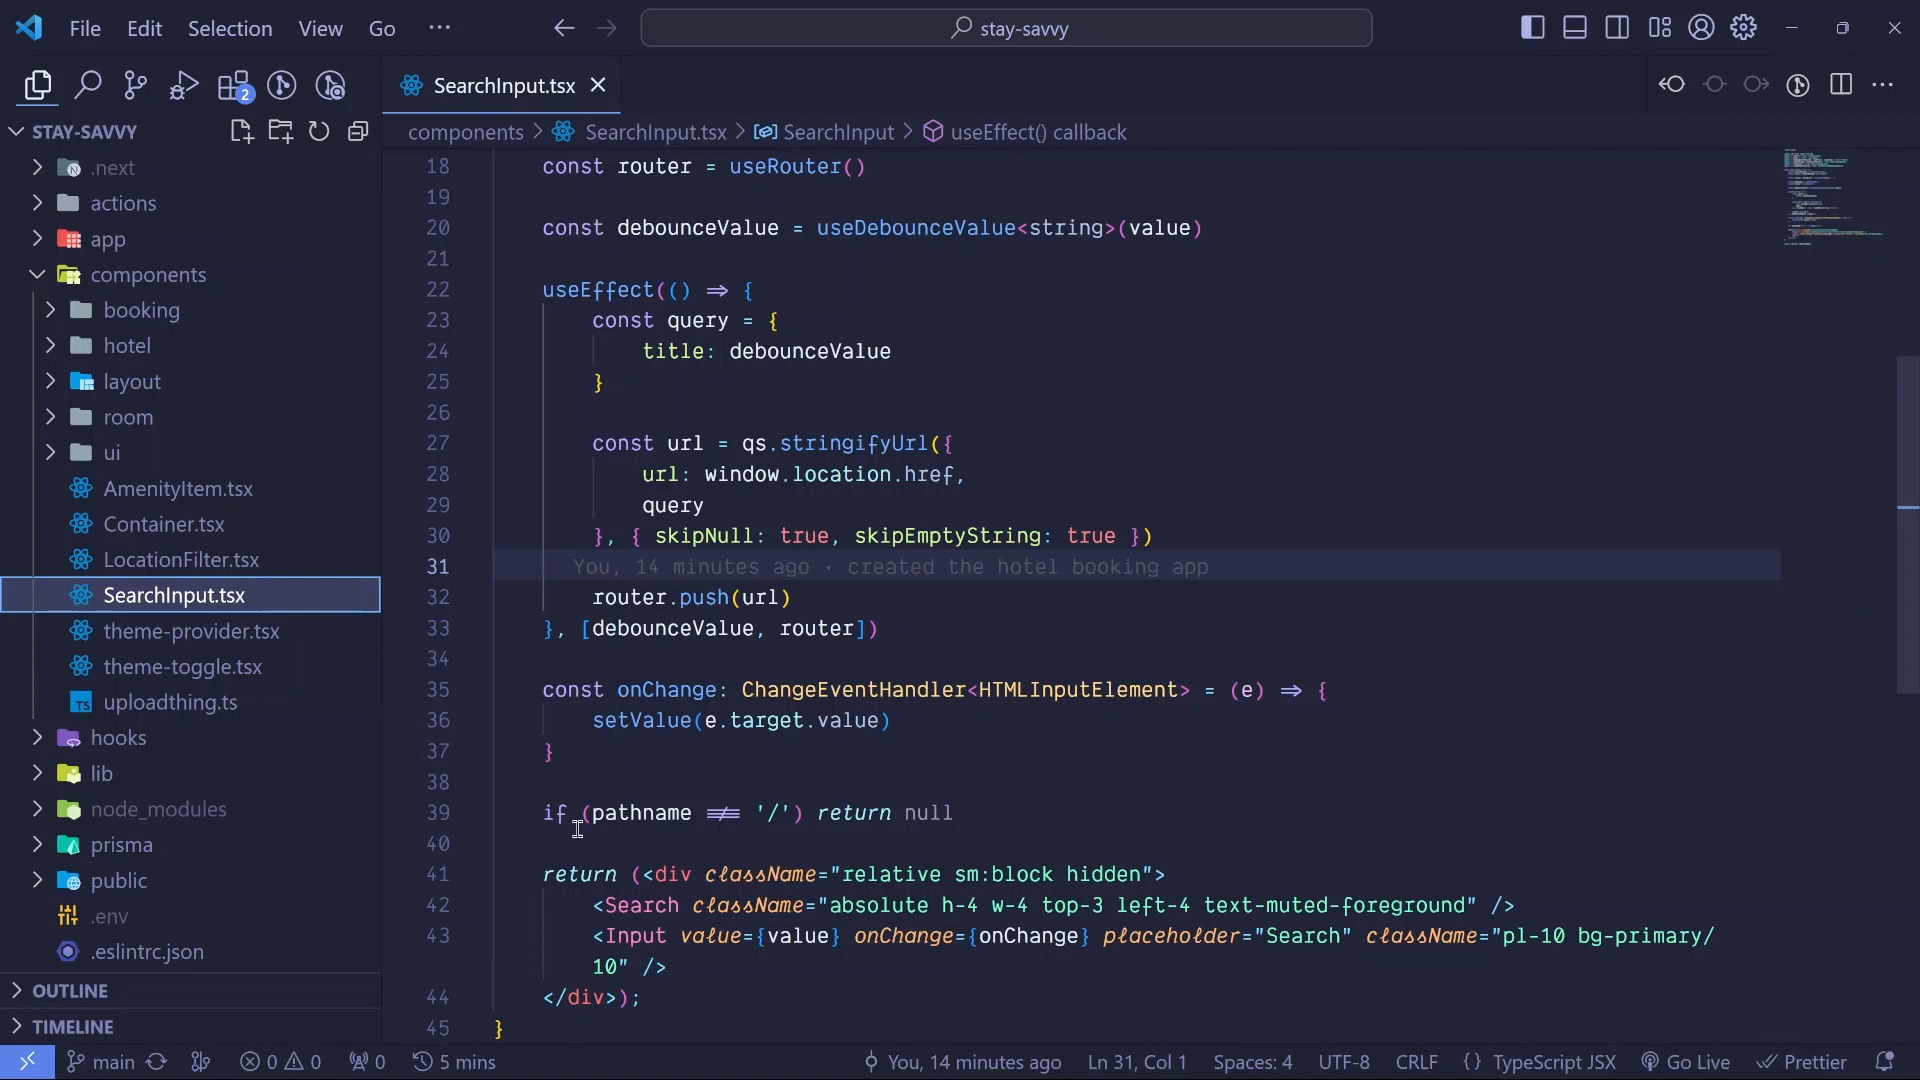 File Edit Selection View Go ··· stay-savvy
2
SearchInput.tsx
STAY-SAVVY
.next
actions
app
components
booking
hotel
layout
room
ui
AmenityItem.tsx
Container.tsx
LocationFilter.tsx
SearchInput.tsx
theme-provider.tsx
theme-toggle.tsx
TS uploadthing.ts
hooks
lib
node_modules
prisma
public
.env
.eslintrc.json
OUTLINE
TIMELINE
components > SearchInput.tsx > SearchInput > useEffect() callback
18 const router = useRouter()
19
20 const debounceValue = useDebounceValue<string>(value)
21
22 useEffect(() => {
23 const query = {
24 title: debounceValue
25 }
26
27 const url = qs.stringifyUrl({
28 url: window.location.href,
29 query
30 }, { skipNull: true, skipEmptyString: true })
31 You, 14 minutes ago • created the hotel booking app
32 router.push(url)
33 }, [debounceValue, router])
34
35 const onChange: ChangeEventHandler<HTMLInputElement> = (e) => {
36 setValue(e.target.value)
37 }
38
39 if (pathname !== '/') return null
40
41 return (<div className="relative sm:block hidden">
42 <Search className="absolute h-4 w-4 top-3 left-4 text-muted-foreground" />
43 <Input value={value} onChange={onChange} placeholder="Search" className="pl-10 bg-primary/
10" />
44 </div>);
45 }
main 0 0 0 5 mins You, 14 minutes ago Ln 31, Col 1 Spaces: 4 UTF-8 CRLF {} TypeScript JSX Go Live Prettier